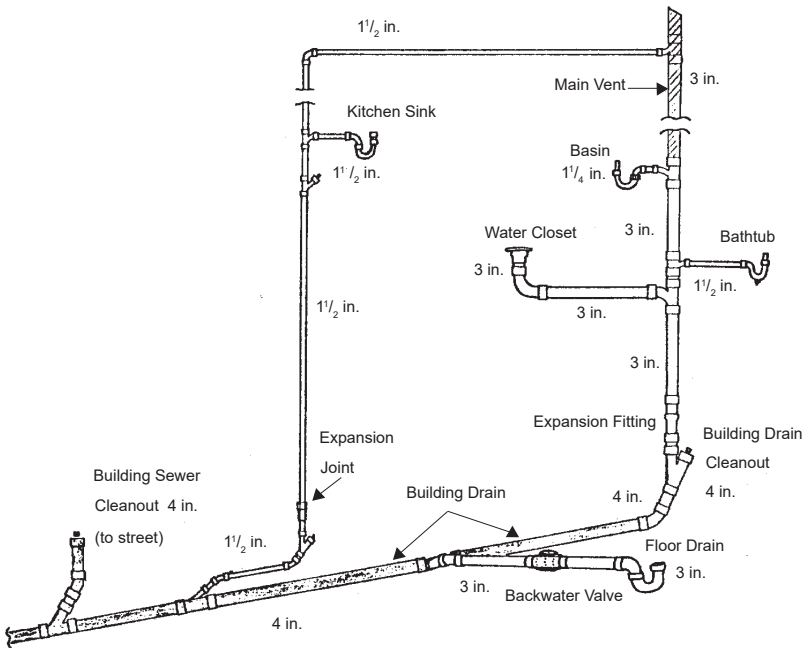 1 1/2 in.
Main Vent
3 in.
Kitchen Sink
Basin
1 1/4 in.
1 1/2 in.
Water Closet
3 in.
Bathtub
3 in.
1 1/2 in.
1 1/2 in.
3 in.
3 in.
Expansion Fitting
Building Drain
Cleanout
4 in.
Expansion
Joint
Building Sewer
Cleanout 4 in.
(to street)
Building Drain
4 in.
1 1/2 in.
Floor Drain
3 in.
3 in.
Backwater Valve
4 in.